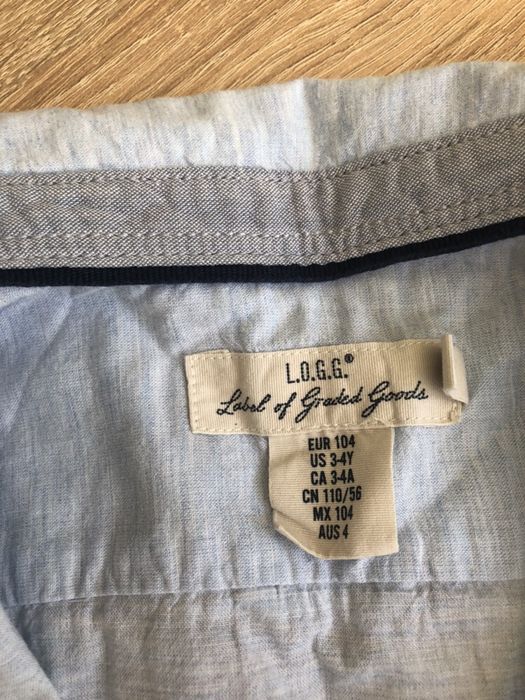 L.O.G.G.®
Label of Graded Goods
EUR 104
US 3-4Y
CA 3-4A
CN 110/56
MX 104
AUS 4